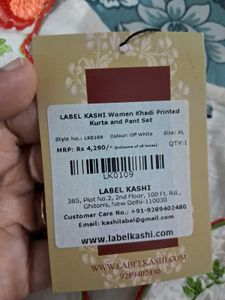 LABEL KASHI Women Khadi Printed
Kurta and Pant Set
Style No.: LK0109 Colour: Off White Size: XL
MRP: Rs 4,290/- (Inclusive of all taxes) QTY:1
LK0109
LABEL KASHI
385, Plot No.2, 2nd Floor, 100 Ft. Rd.,
Ghitorni, New Delhi-110030
Customer Care No.: +91-9289402480
Email: kashilabel@gmail.com
www.labelkashi.com
WWW.LABELKASHI.COM
9289402480